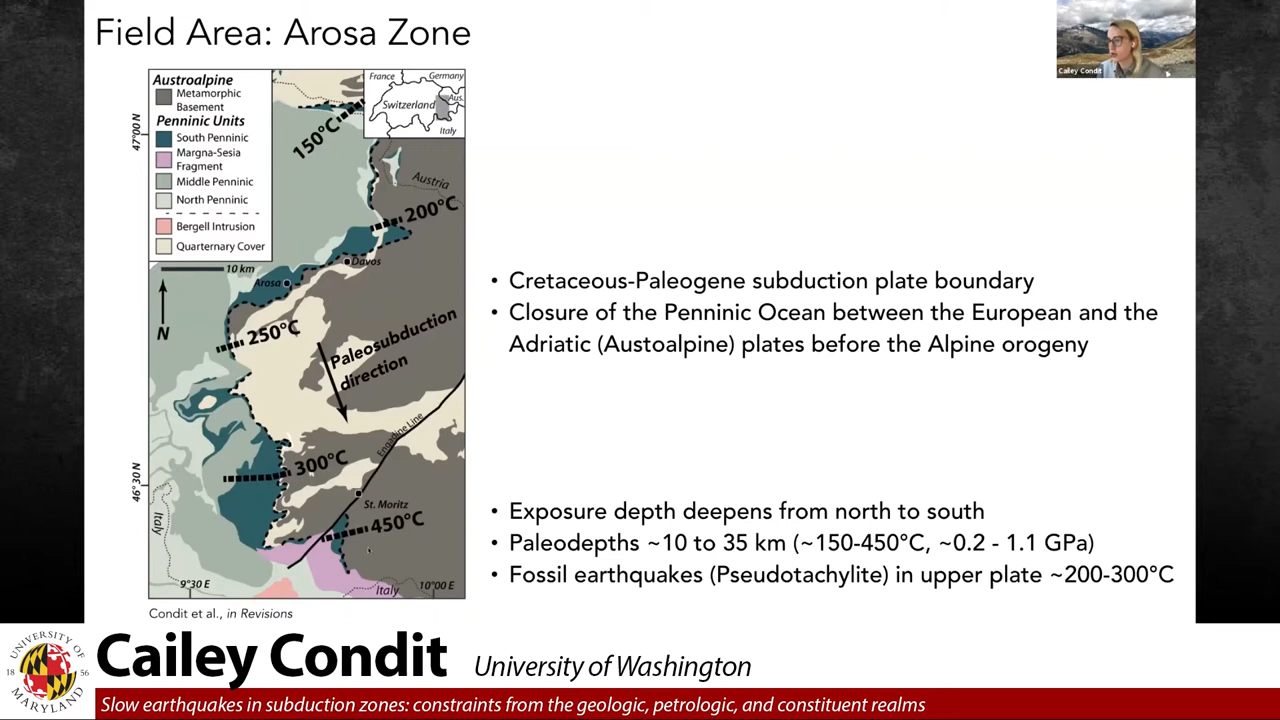 Field Area: Arosa Zone
Cailey Condit
Austroalpine
Metamorphic
Basement
Penninic Units
South Penninic
Margna-Sesia
Fragment
Middle Penninic
North Penninic
Bergell Intrusion
Quarternary Cover
France
Germany
Switzerland
Aus.
Italy
47°00 N
46°30 N
150°C
Austria
200°C
Davos
10 km
Arosa
N
250°C
Paleosubduction
direction
Engadine Line
300°C
St. Moritz
450°C
Italy
9°30 E
Italy
10°00 E
Condit et al., in Revisions
• Cretaceous-Paleogene subduction plate boundary
• Closure of the Penninic Ocean between the European and the
Adriatic (Austoalpine) plates before the Alpine orogeny
• Exposure depth deepens from north to south
• Paleodepths ~10 to 35 km (~150-450°C, ~0.2 - 1.1 GPa)
• Fossil earthquakes (Pseudotachylite) in upper plate ~200-300°C
UNIVERSITY OF
18 56
MARYLAND
Cailey Condit University of Washington
Slow earthquakes in subduction zones: constraints from the geologic, petrologic, and constituent realms